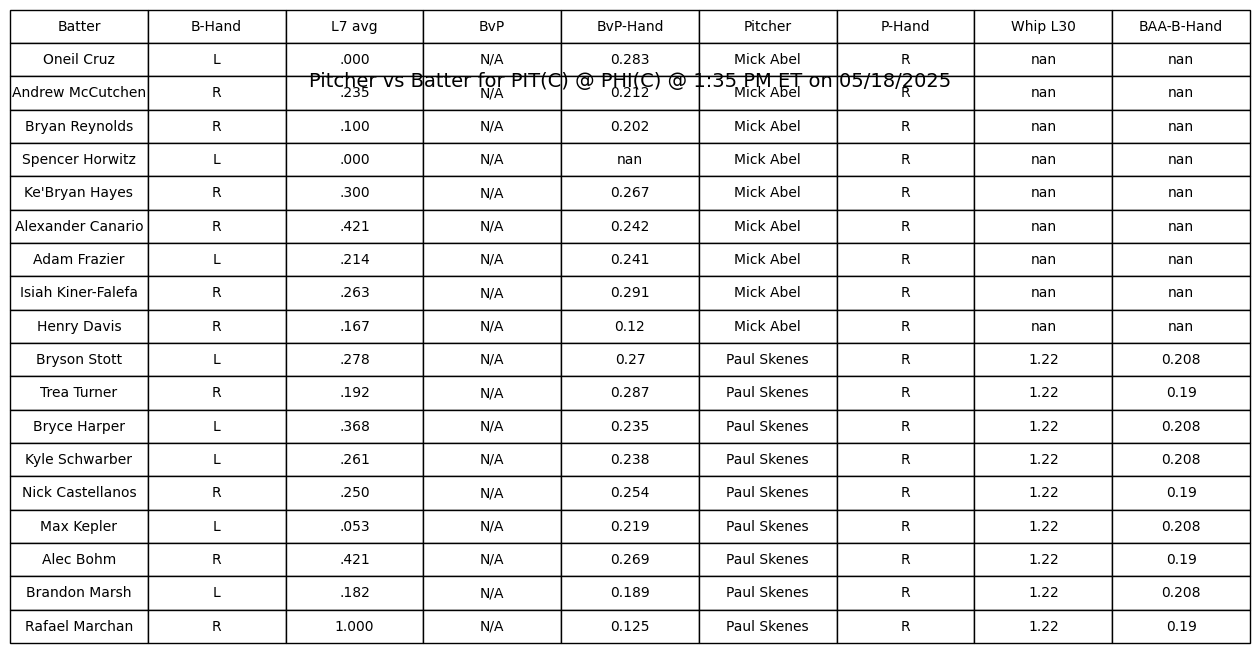 Batter B-Hand L7 avg BvP BvP-Hand Pitcher P-Hand Whip L30 BAA-B-Hand
Oneil Cruz L .000 N/A 0.283 Mick Abel R nan nan
Pitcher vs Batter for PIT(C) @ PHI(C) @ 1:35 PM ET on 05/18/2025
Andrew McCutchen R .235 N/A 0.212 Mick Abel R nan nan
Bryan Reynolds R .100 N/A 0.202 Mick Abel R nan nan
Spencer Horwitz L .000 N/A nan Mick Abel R nan nan
Ke'Bryan Hayes R .300 N/A 0.267 Mick Abel R nan nan
Alexander Canario R .421 N/A 0.242 Mick Abel R nan nan
Adam Frazier L .214 N/A 0.241 Mick Abel R nan nan
Isiah Kiner-Falefa R .263 N/A 0.291 Mick Abel R nan nan
Henry Davis R .167 N/A 0.12 Mick Abel R nan nan
Bryson Stott L .278 N/A 0.27 Paul Skenes R 1.22 0.208
Trea Turner R .192 N/A 0.287 Paul Skenes R 1.22 0.19
Bryce Harper L .368 N/A 0.235 Paul Skenes R 1.22 0.208
Kyle Schwarber L .261 N/A 0.238 Paul Skenes R 1.22 0.208
Nick Castellanos R .250 N/A 0.254 Paul Skenes R 1.22 0.19
Max Kepler L .053 N/A 0.219 Paul Skenes R 1.22 0.208
Alec Bohm R .421 N/A 0.269 Paul Skenes R 1.22 0.19
Brandon Marsh L .182 N/A 0.189 Paul Skenes R 1.22 0.208
Rafael Marchan R 1.000 N/A 0.125 Paul Skenes R 1.22 0.19